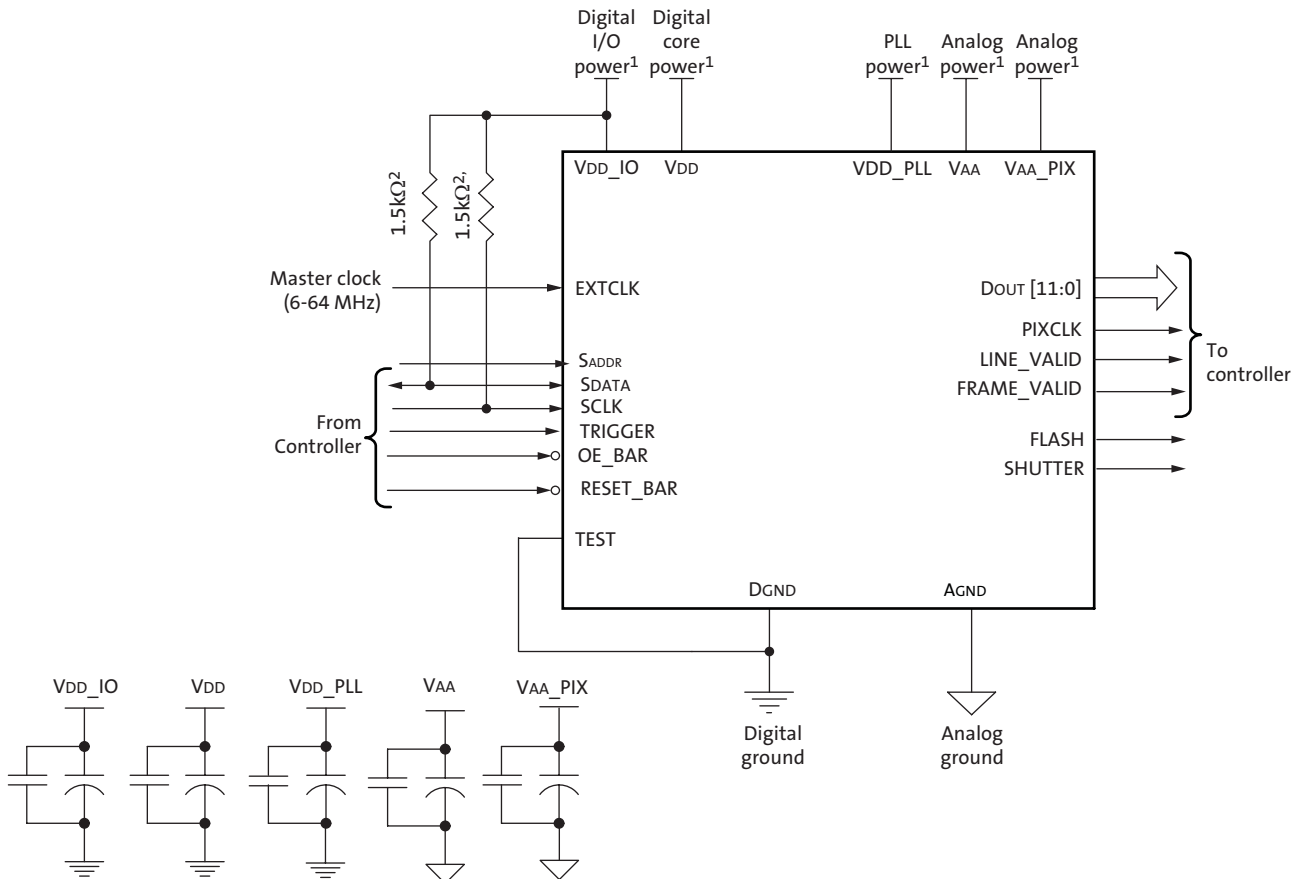 Digital
I/O
power1
Digital
core
power1
PLL
power1
Analog
power1
Analog
power1
VDD_IO
VDD
VDD_PLL
VAA
VAA_PIX
1.5kΩ2
1.5kΩ2,
Master clock
(6-64 MHz)
EXTCLK
SADDR
SDATA
SCLK
TRIGGER
OE_BAR
RESET_BAR
TEST
From
Controller
DOUT [11:0]
PIXCLK
LINE_VALID
FRAME_VALID
FLASH
SHUTTER
To
controller
DGND
AGND
Digital
ground
Analog
ground
VDD_IO
VDD
VDD_PLL
VAA
VAA_PIX